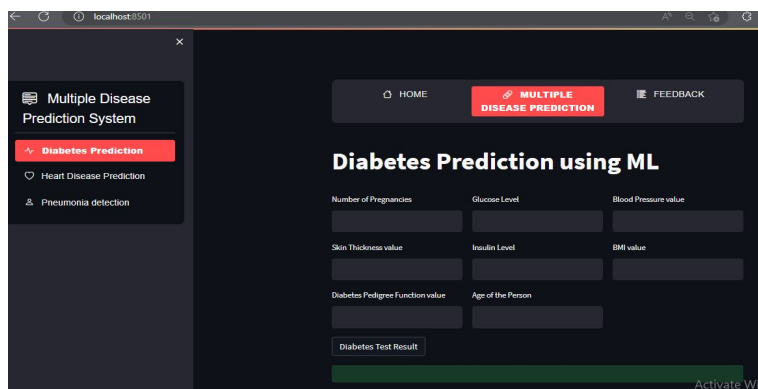 localhost:8501
Multiple Disease
Prediction System
Diabetes Prediction
Heart Disease Prediction
Pneumonia detection
HOME
MULTIPLE
DISEASE PREDICTION
FEEDBACK
Diabetes Prediction using ML
Number of Pregnancies
Glucose Level
Blood Pressure value
Skin Thickness value
Insulin Level
BMI value
Diabetes Pedigree Function value
Age of the Person
Diabetes Test Result
Activate W